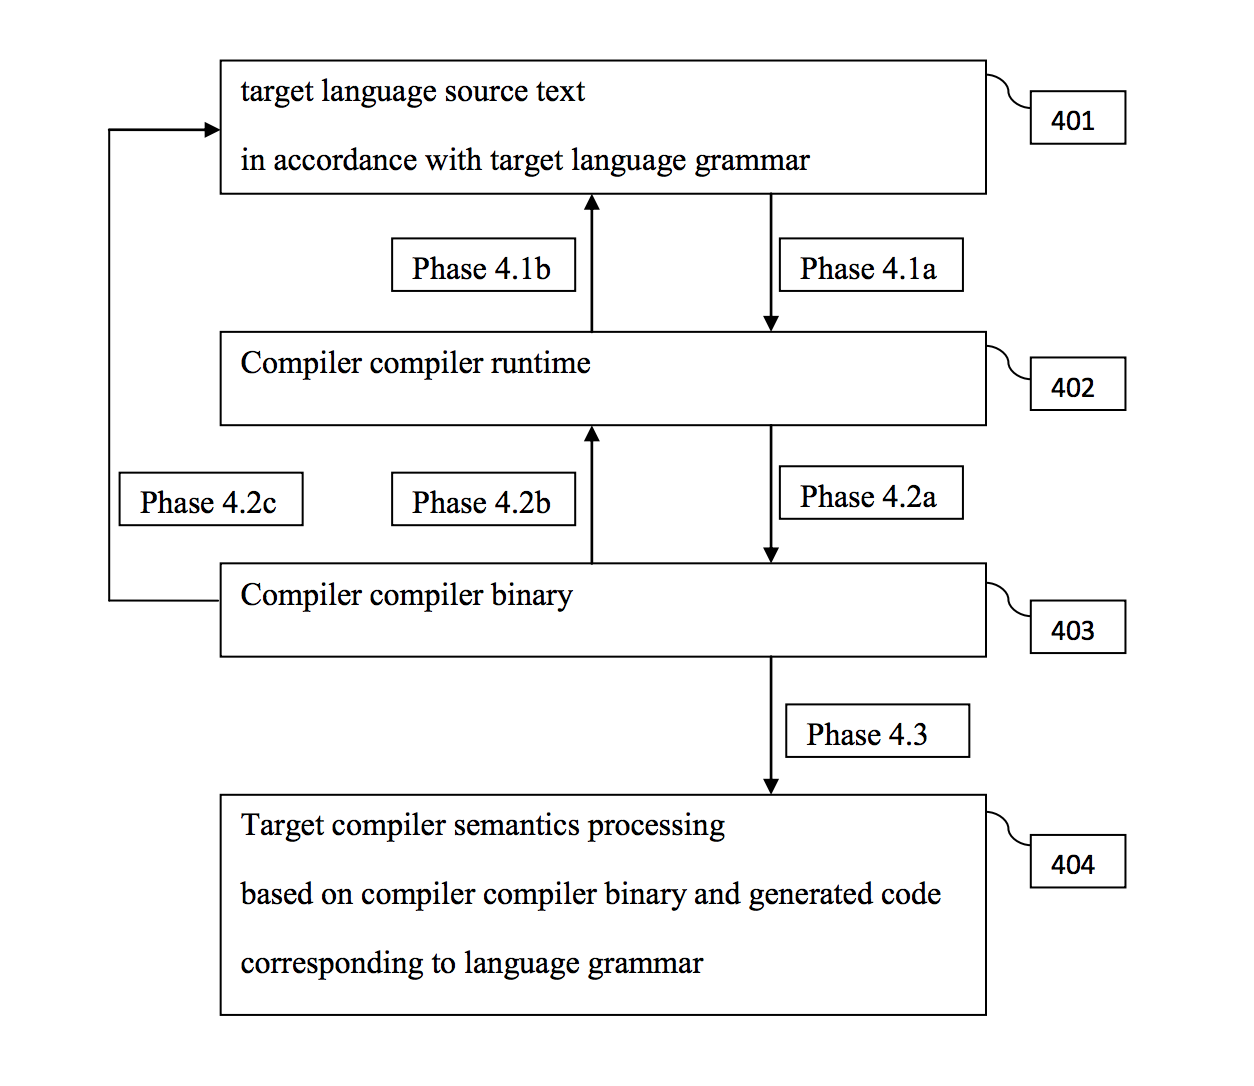 target language source text
in accordance with target language grammar
401
Phase 4.1b
Phase 4.1a
Compiler compiler runtime
402
Phase 4.2c
Phase 4.2b
Phase 4.2a
Compiler compiler binary
403
Phase 4.3
Target compiler semantics processing
based on compiler compiler binary and generated code
corresponding to language grammar
404